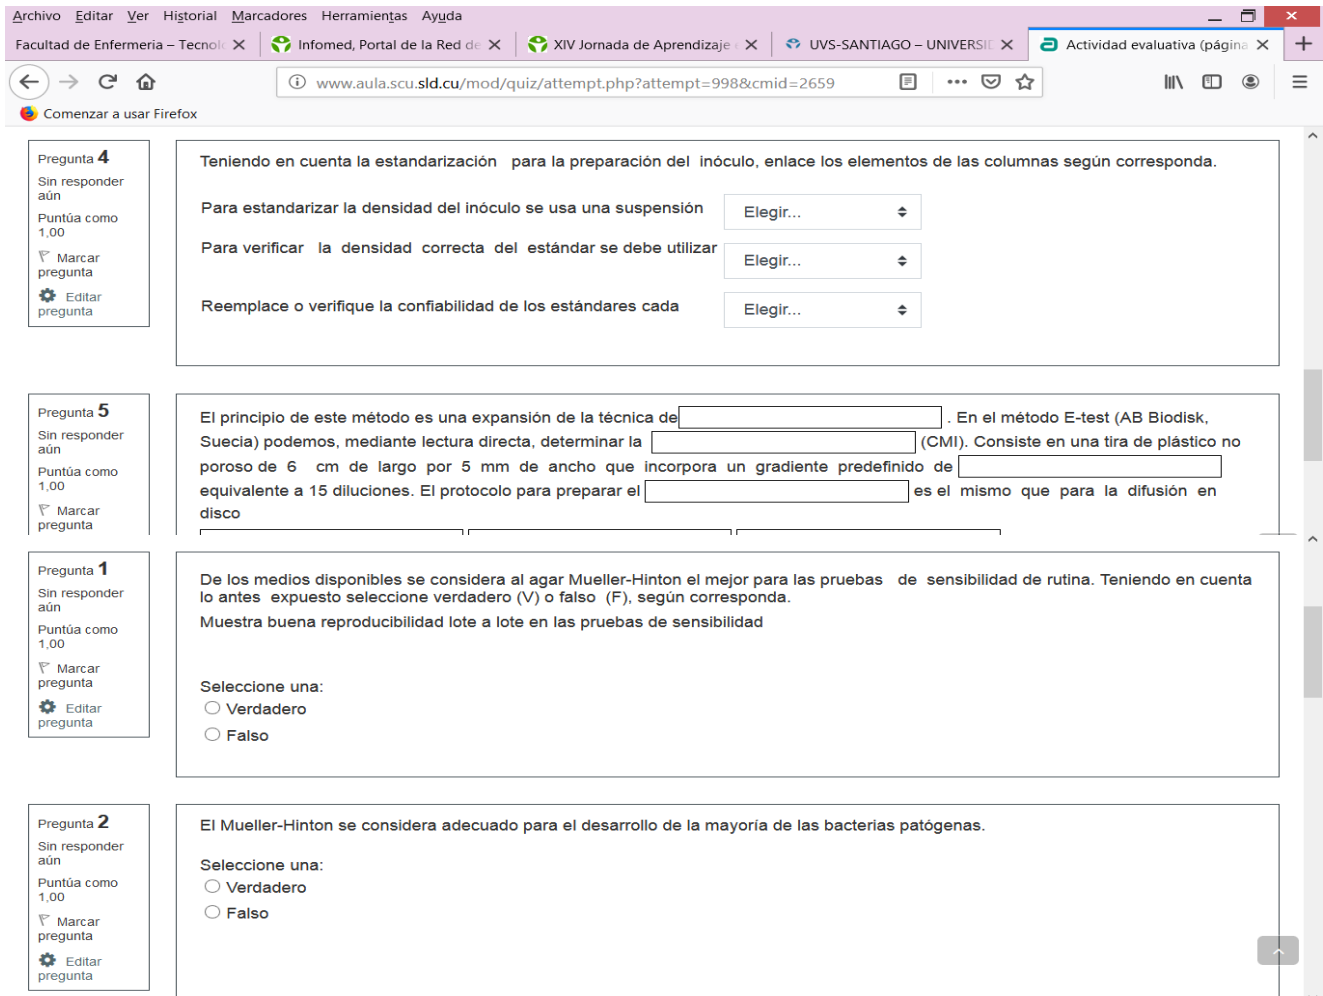 Archivo Editar Ver Historial Marcadores Herramientas Ayuda
Facultad de Enfermeria – Tecnol
Infomed, Portal de la Red de
XIV Jornada de Aprendizaje
UVS-SANTIAGO – UNIVERSI
Actividad evaluativa (página
www.aula.scu.sld.cu/mod/quiz/attempt.php?attempt=998&cmid=2659
Comenzar a usar Firefox
Pregunta 4
Sin responder
aún
Puntúa como
1,00
Marcar
pregunta
Editar
pregunta
Teniendo en cuenta la estandarización para la preparación del inóculo, enlace los elementos de las columnas según corresponda.
Para estandarizar la densidad del inóculo se usa una suspensión Elegir...
Para verificar la densidad correcta del estándar se debe utilizar Elegir...
Reemplace o verifique la confiabilidad de los estándares cada Elegir...
Pregunta 5
Sin responder
aún
Puntúa como
1,00
Marcar
pregunta
El principio de este método es una expansión de la técnica de . En el método E-test (AB Biodisk,
Suecia) podemos, mediante lectura directa, determinar la (CMI). Consiste en una tira de plástico no
poroso de 6 cm de largo por 5 mm de ancho que incorpora un gradiente predefinido de
equivalente a 15 diluciones. El protocolo para preparar el es el mismo que para la difusión en
disco
Pregunta 1
Sin responder
aún
Puntúa como
1,00
Marcar
pregunta
Editar
pregunta
De los medios disponibles se considera al agar Mueller-Hinton el mejor para las pruebas de sensibilidad de rutina. Teniendo en cuenta
lo antes expuesto seleccione verdadero (V) o falso (F), según corresponda.
Muestra buena reproducibilidad lote a lote en las pruebas de sensibilidad
Seleccione una:
Verdadero
Falso
Pregunta 2
Sin responder
aún
Puntúa como
1,00
Marcar
pregunta
Editar
pregunta
El Mueller-Hinton se considera adecuado para el desarrollo de la mayoría de las bacterias patógenas.
Seleccione una:
Verdadero
Falso